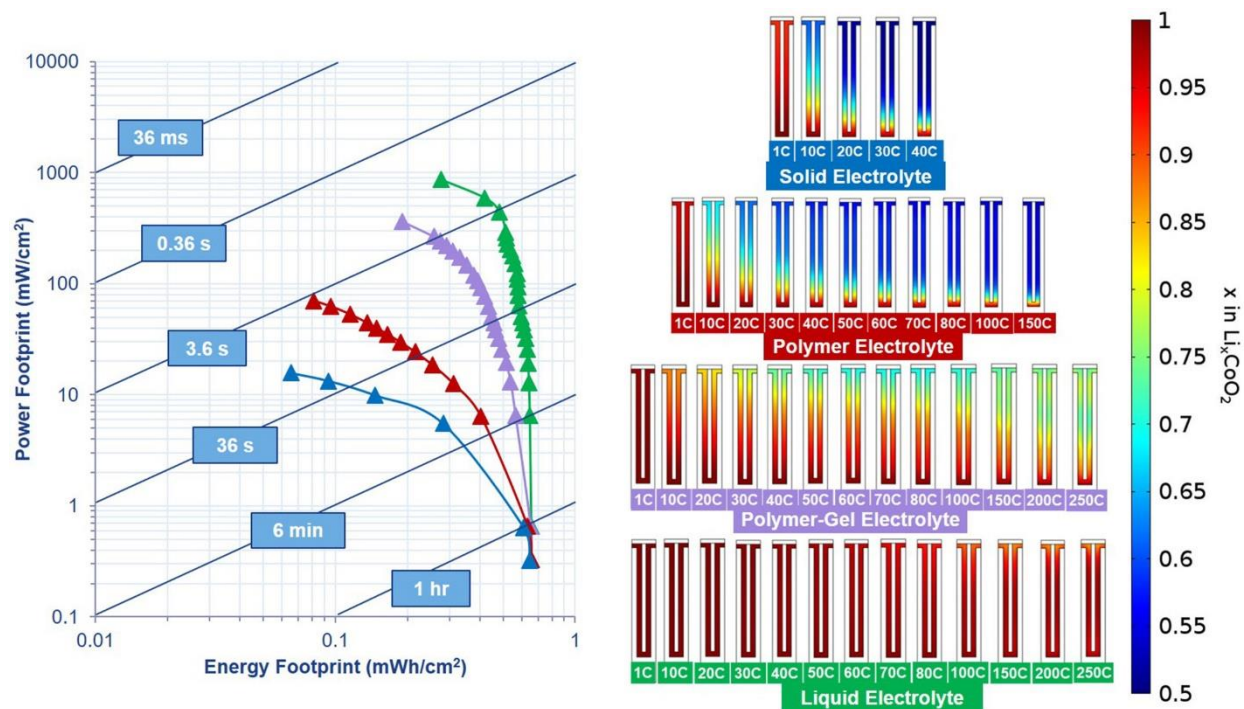 10000
1000
100
10
1
0.1
0.01
0.1
1
Power Footprint (mW/cm²)
Energy Footprint (mWh/cm²)
36 ms
0.36 s
3.6 s
36 s
6 min
1 hr
1C 10C 20C 30C 40C
Solid Electrolyte
1C 10C 20C 30C 40C 50C 60C 70C 80C 100C 150C
Polymer Electrolyte
1C 10C 20C 30C 40C 50C 60C 70C 80C 100C 150C 200C 250C
Polymer-Gel Electrolyte
1C 10C 20C 30C 40C 50C 60C 70C 80C 100C 150C 200C 250C
Liquid Electrolyte
1
0.95
0.9
0.85
0.8
0.75
0.7
0.65
0.6
0.55
0.5
x in LiₓCoO₂